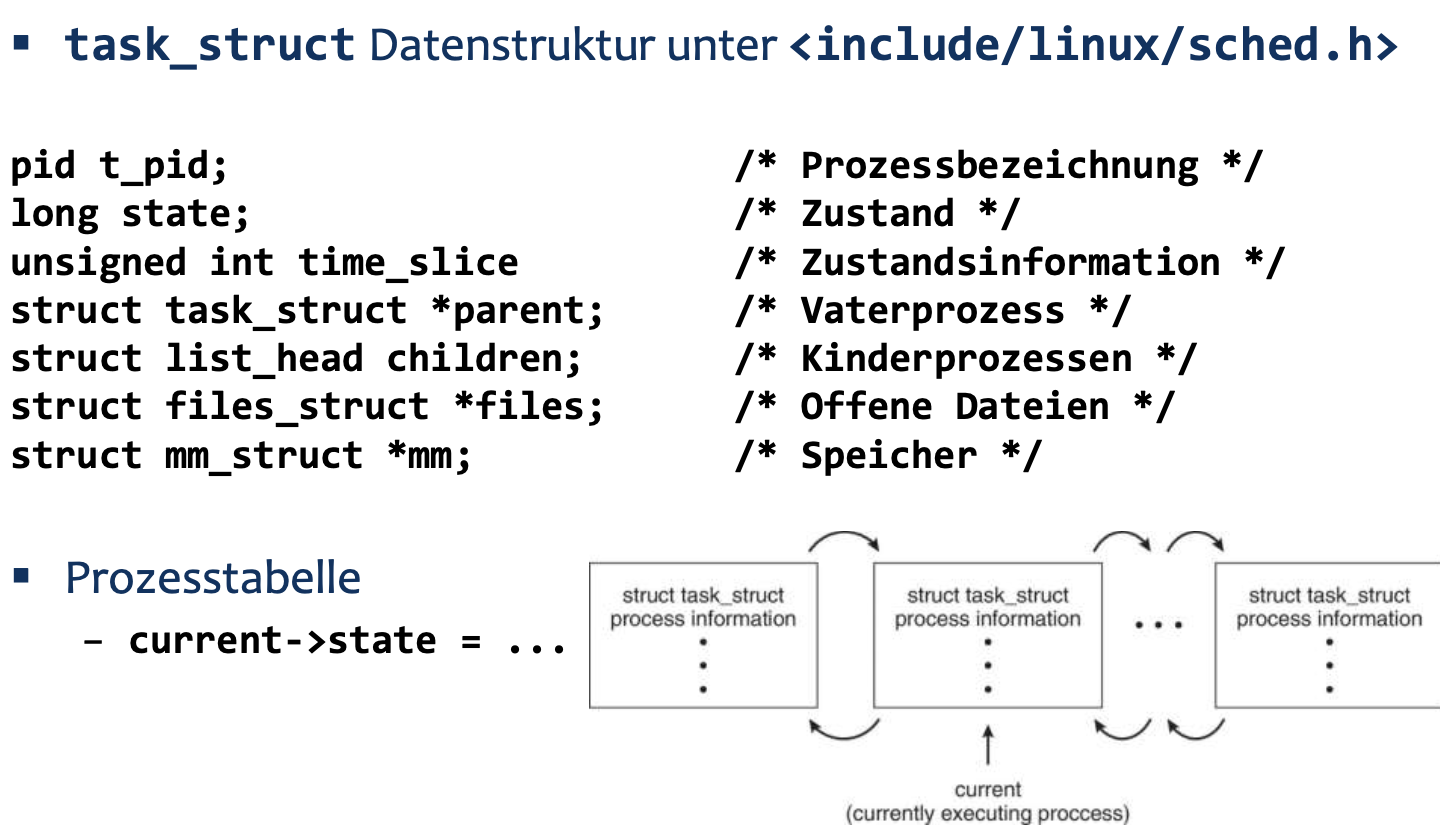 ▪ task_struct Datenstruktur unter <include/linux/sched.h>
pid t_pid; /* Prozessbezeichnung */
long state; /* Zustand */
unsigned int time_slice /* Zustandsinformation */
struct task_struct *parent; /* Vaterprozess */
struct list_head children; /* Kinderprozessen */
struct files_struct *files; /* Offene Dateien */
struct mm_struct *mm; /* Speicher */
▪ Prozesstabelle
– current->state = ...
struct task_struct
process information
struct task_struct
process information
• • •
struct task_struct
process information
current
(currently executing proccess)